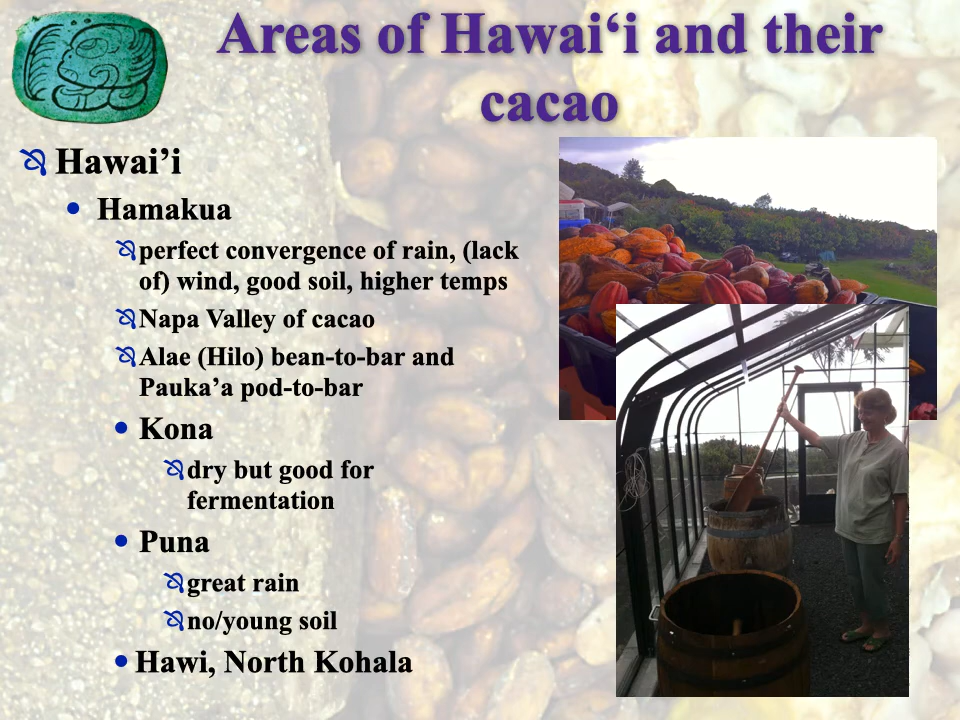 Areas of Hawai‘i and their
cacao
Hawai’i
Hamakua
perfect convergence of rain, (lack
of) wind, good soil, higher temps
Napa Valley of cacao
Alae (Hilo) bean-to-bar and
Pauka’a pod-to-bar
Kona
dry but good for
fermentation
Puna
great rain
no/young soil
Hawi, North Kohala